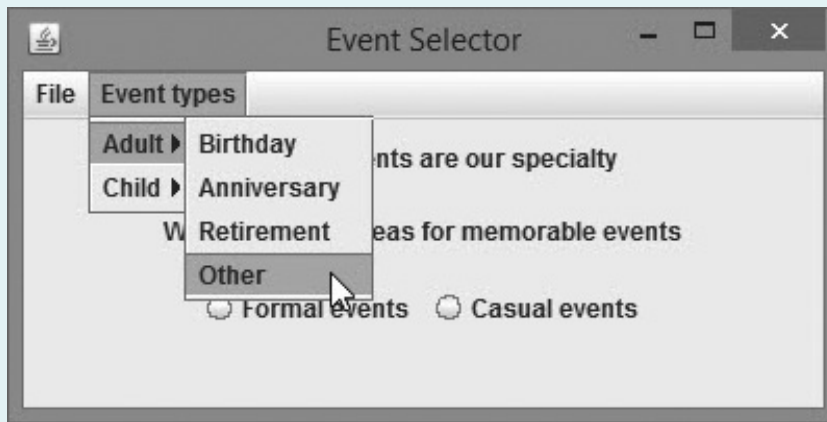 Event Selector
File Event types
Adult Birthday
nts are our specialty
Child Anniversary
W Retirement eas for memorable events
Other
Formal events Casual events